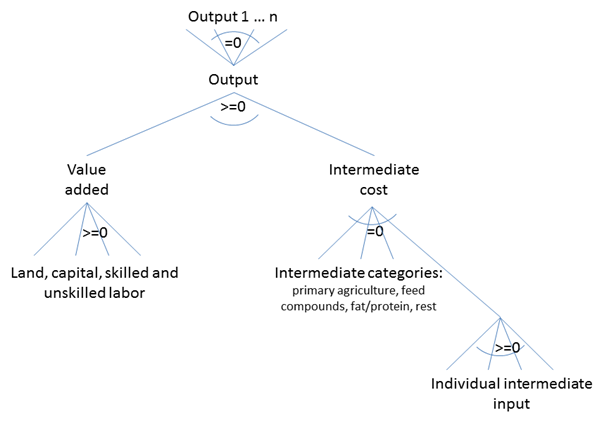 Output 1 ... n
=0
Output
>=0
Value
added
Intermediate
cost
>=0
=0
Land, capital, skilled and
unskilled labor
Intermediate categories:
primary agriculture, feed
compounds, fat/protein, rest
>=0
Individual intermediate
input